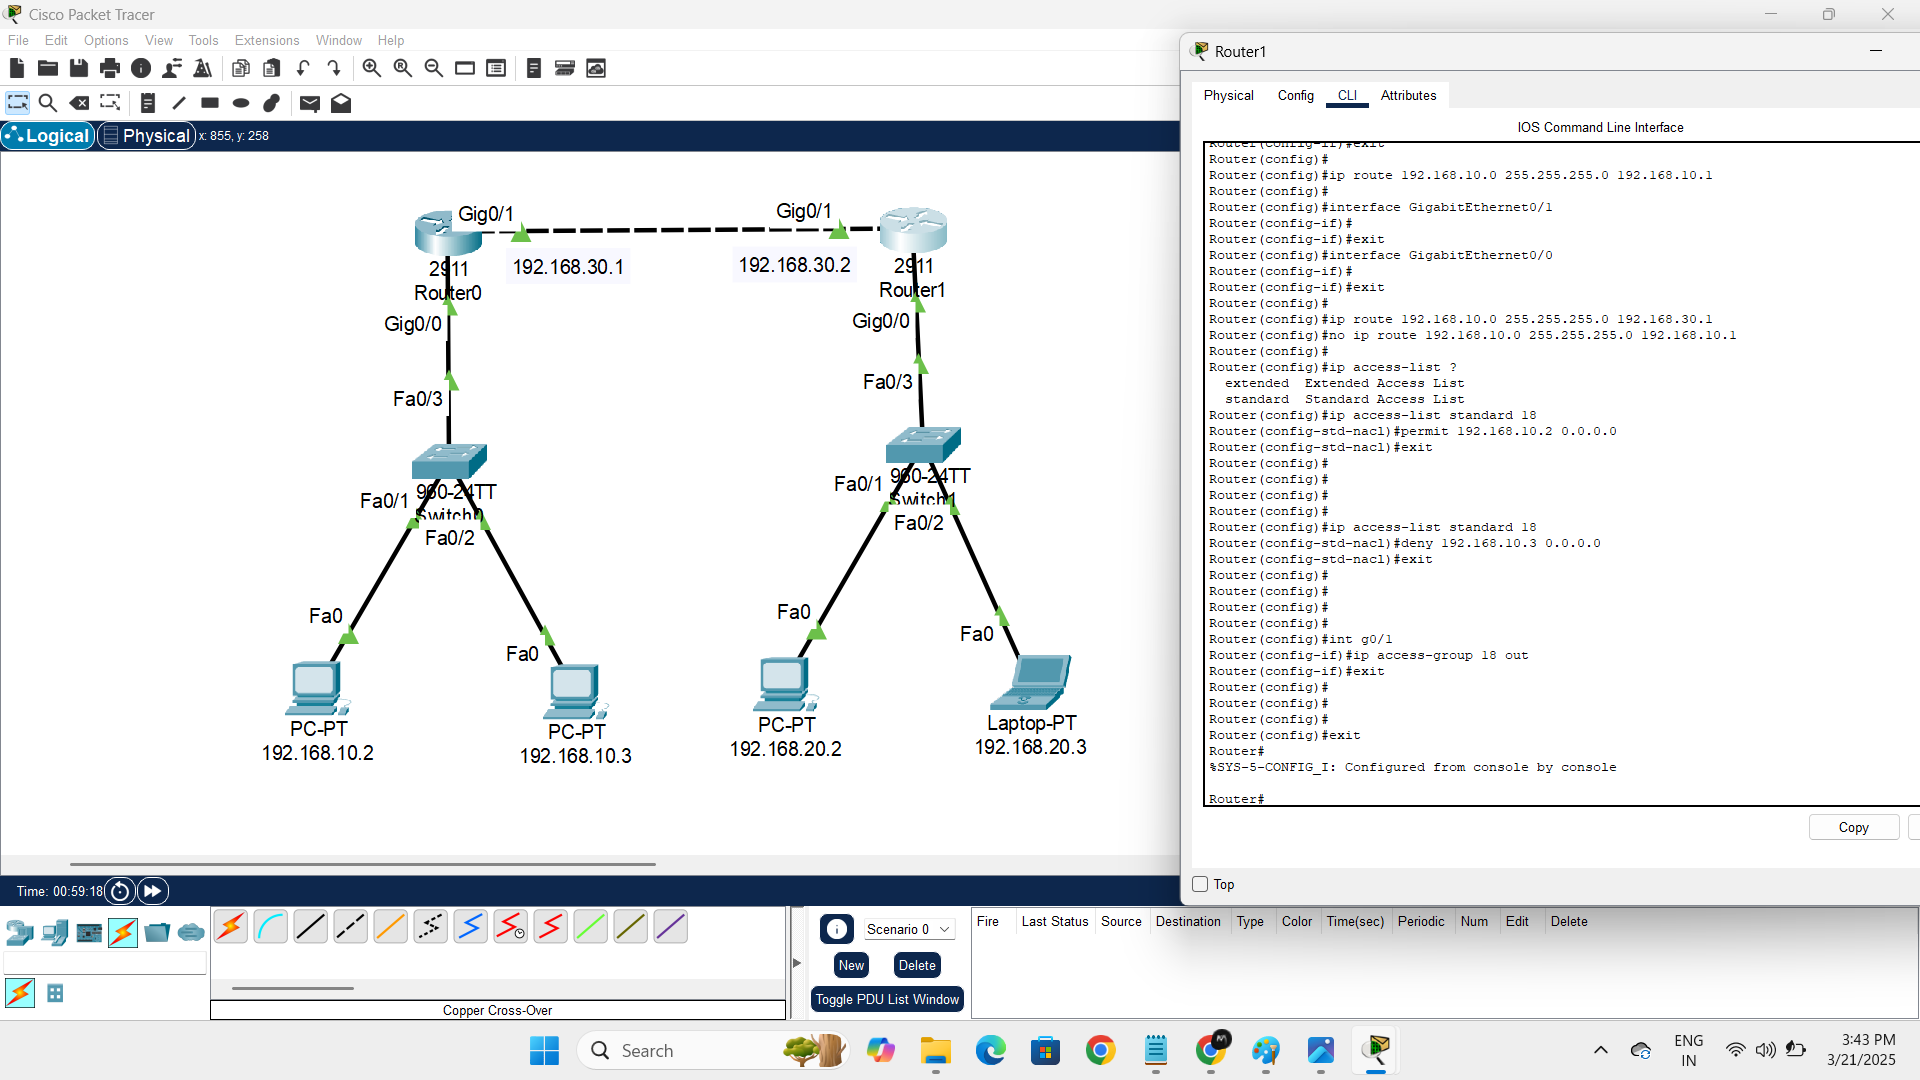 Cisco Packet Tracer
File Edit Options View Tools Extensions Window Help
Logical Physical x: 855, y: 258
Gig0/1
Gig0/1
2911
Router0
192.168.30.1
192.168.30.2
2911
Router1
Gig0/0
Gig0/0
Fa0/3
Fa0/3
960-24TT
Switch0
Fa0/1
Fa0/2
960-24TT
Switch1
Fa0/1
Fa0/2
Fa0
Fa0
Fa0
Fa0
PC-PT
192.168.10.2
PC-PT
192.168.10.3
PC-PT
192.168.20.2
Laptop-PT
192.168.20.3
Router1
Physical Config CLI Attributes
IOS Command Line Interface
Router(config-if)#exit
Router(config)#
Router(config)#ip route 192.168.10.0 255.255.255.0 192.168.10.1
Router(config)#
Router(config)#interface GigabitEthernet0/1
Router(config-if)#
Router(config-if)#exit
Router(config)#interface GigabitEthernet0/0
Router(config-if)#
Router(config-if)#exit
Router(config)#
Router(config)#ip route 192.168.10.0 255.255.255.0 192.168.30.1
Router(config)#no ip route 192.168.10.0 255.255.255.0 192.168.10.1
Router(config)#
Router(config)#ip access-list ?
extended Extended Access List
standard Standard Access List
Router(config)#ip access-list standard 18
Router(config-std-nacl)#permit 192.168.10.2 0.0.0.0
Router(config-std-nacl)#exit
Router(config)#
Router(config)#
Router(config)#
Router(config)#
Router(config)#ip access-list standard 18
Router(config-std-nacl)#deny 192.168.10.3 0.0.0.0
Router(config-std-nacl)#exit
Router(config)#
Router(config)#
Router(config)#
Router(config)#
Router(config)#int g0/1
Router(config-if)#ip access-group 18 out
Router(config-if)#exit
Router(config)#
Router(config)#
Router(config)#
Router(config)#exit
Router#
%SYS-5-CONFIG_I: Configured from console by console
Router#
Copy
Top
Time: 00:59:18
Scenario 0
New Delete
Toggle PDU List Window
Fire Last Status Source Destination Type Color Time(sec) Periodic Num Edit Delete
Copper Cross-Over
Search
M
ENG
IN
3:43 PM
3/21/2025